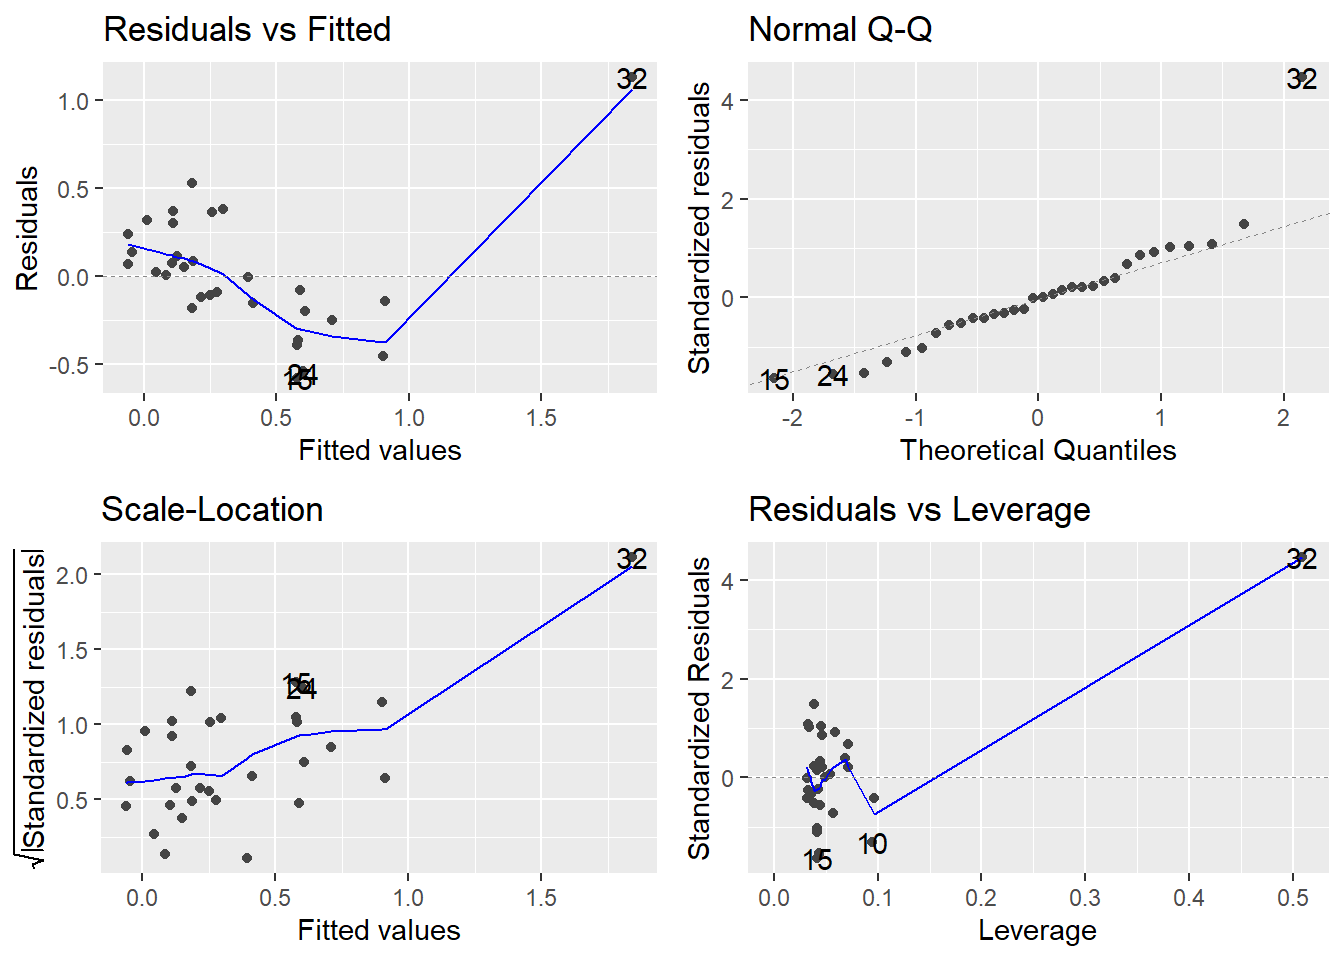 Residuals vs Fitted
Residuals
1.0
0.5
0.0
-0.5
32
24
15
0.0 0.5 1.0 1.5
Fitted values
Normal Q-Q
Standardized residuals
4
2
0
32
15 24
-2 -1 0 1 2
Theoretical Quantiles
Scale-Location
√|Standardized residuals|
2.0
1.5
1.0
0.5
32
15
24
0.0 0.5 1.0 1.5
Fitted values
Residuals vs Leverage
Standardized Residuals
4
2
0
32
10
15
0.0 0.1 0.2 0.3 0.4 0.5
Leverage